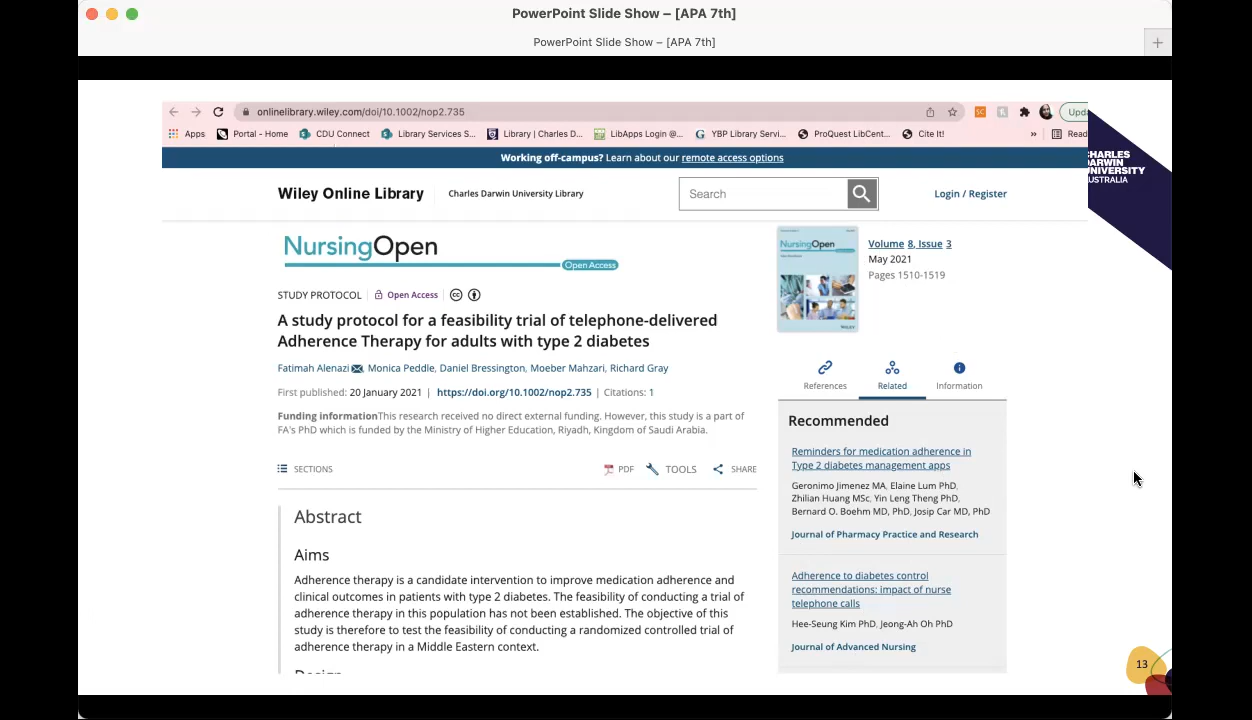 PowerPoint Slide Show – [APA 7th]
PowerPoint Slide Show – [APA 7th]
onlinelibrary.wiley.com/doi/10.1002/nop2.735
Apps Portal - Home CDU Connect Library Services S... Library | Charles D... LibApps Login @... YBP Library Servi... ProQuest LibCent... Cite It! » Read
Working off-campus? Learn about our remote access options
Wiley Online Library Charles Darwin University Library Search Login / Register
CHARLES
DARWIN
UNIVERSITY
AUSTRALIA
NursingOpen
Open Access
STUDY PROTOCOL Open Access
A study protocol for a feasibility trial of telephone-delivered
Adherence Therapy for adults with type 2 diabetes
Fatimah Alenazi, Monica Peddle, Daniel Bressington, Moeber Mahzari, Richard Gray
First published: 20 January 2021 | https://doi.org/10.1002/nop2.735 | Citations: 1
Funding informationThis research received no direct external funding. However, this study is a part of
FA's PhD which is funded by the Ministry of Higher Education, Riyadh, Kingdom of Saudi Arabia.
SECTIONS PDF TOOLS SHARE
Abstract
Aims
Adherence therapy is a candidate intervention to improve medication adherence and
clinical outcomes in patients with type 2 diabetes. The feasibility of conducting a trial of
adherence therapy in this population has not been established. The objective of this
study is therefore to test the feasibility of conducting a randomized controlled trial of
adherence therapy in a Middle Eastern context.
Design
NursingOpen
WILEY
Volume 8, Issue 3
May 2021
Pages 1510-1519
References Related Information
Recommended
Reminders for medication adherence in
Type 2 diabetes management apps
Geronimo Jimenez MA, Elaine Lum PhD,
Zhilian Huang MSc, Yin Leng Theng PhD,
Bernard O. Boehm MD, PhD, Josip Car MD, PhD
Journal of Pharmacy Practice and Research
Adherence to diabetes control
recommendations: impact of nurse
telephone calls
Hee-Seung Kim PhD, Jeong-Ah Oh PhD
Journal of Advanced Nursing
13